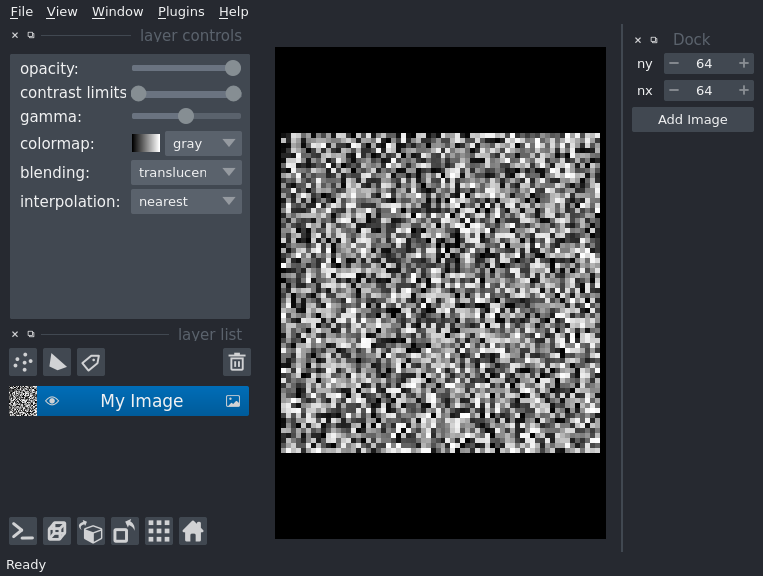 File View Window Plugins Help
layer controls
opacity:
contrast limits
gamma:
colormap: gray
blending: translucen
interpolation: nearest
layer list
My Image
Ready
Dock
ny 64
nx 64
Add Image